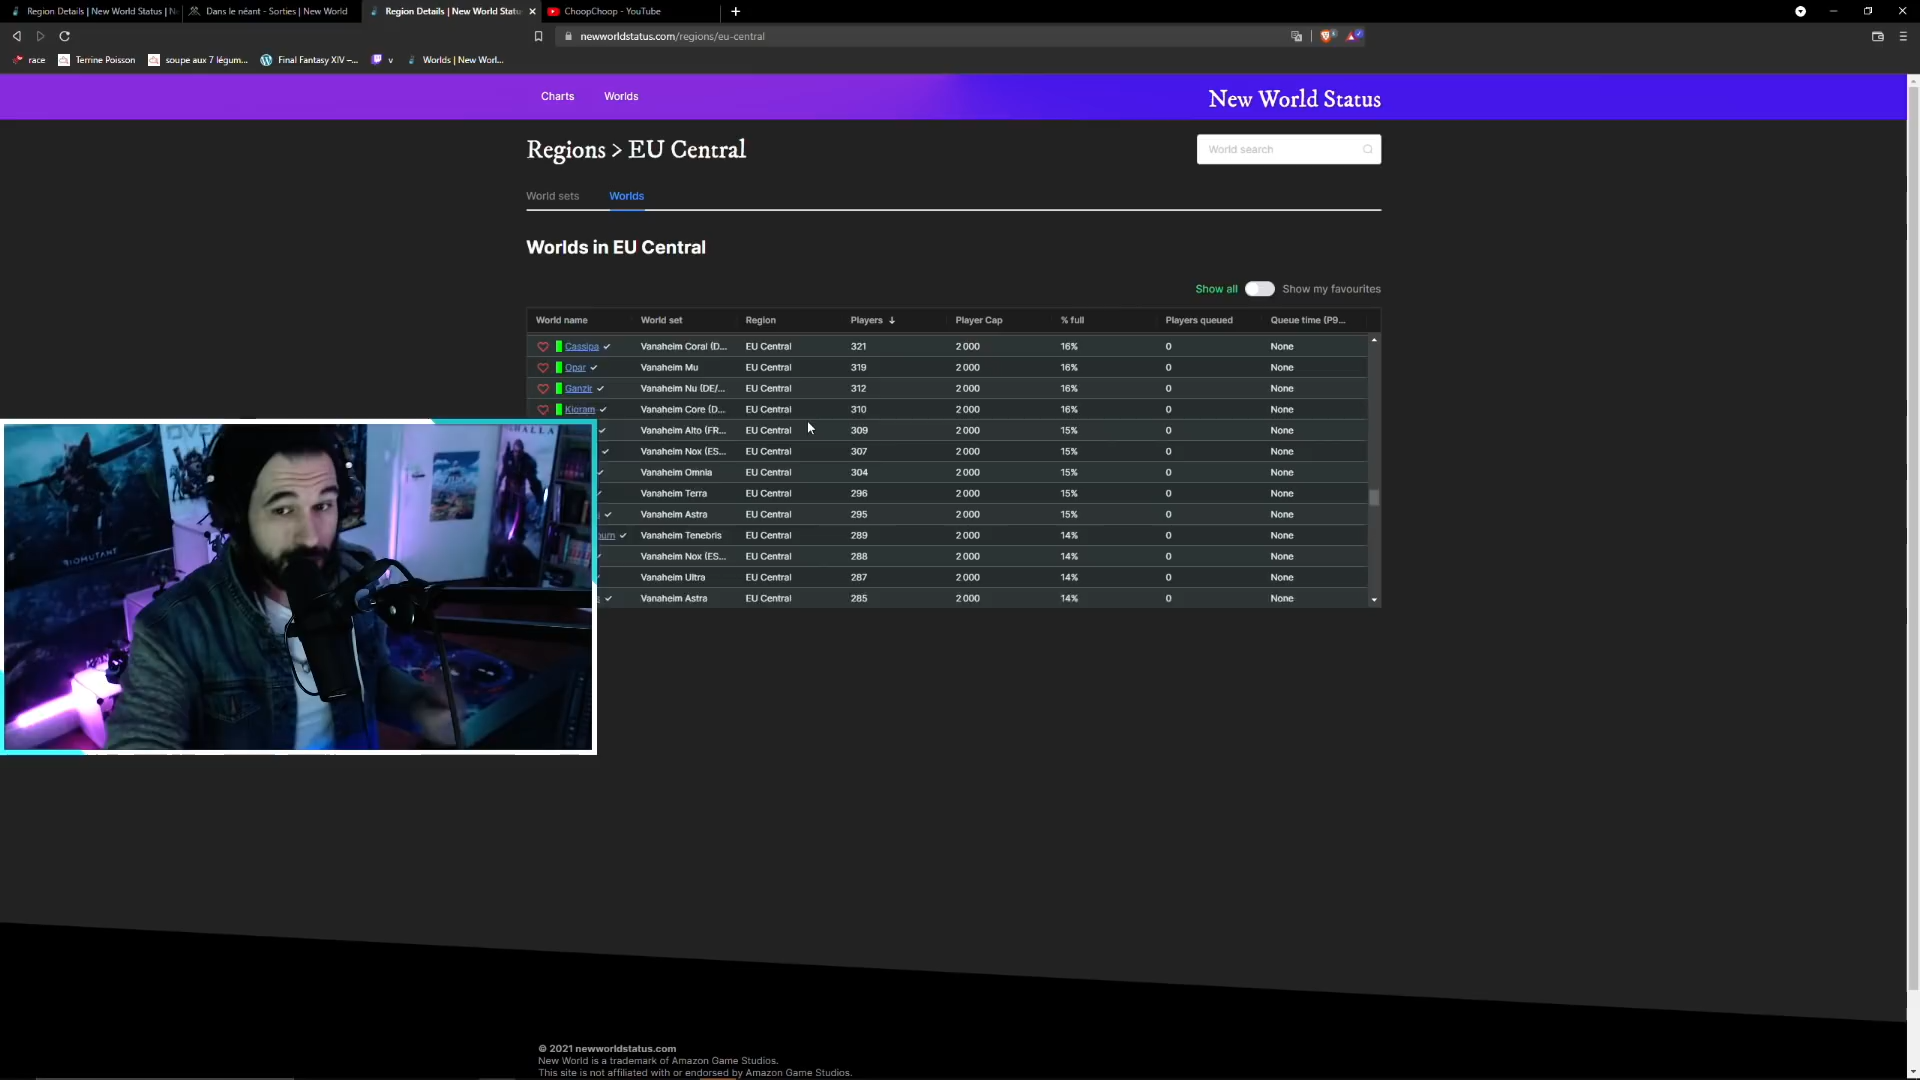 Region Details | New World Status | N
Dans le néant - Sorties | New World
Region Details | New World Statu
ChoopChoop - YouTube
newworldstatus.com/regions/eu-central
race
Terrine Poisson
soupe aux 7 légum...
Final Fantasy XIV –...
v
Worlds | New Worl...
Charts
Worlds
New World Status
Regions > EU Central
World search
World sets
Worlds
Worlds in EU Central
Show all
Show my favourites
World name World set Region Players Player Cap % full Players queued Queue time (P9...
Cassipa Vanaheim Coral (D... EU Central 321 2 000 16% 0 None
Opar Vanaheim Mu EU Central 319 2 000 16% 0 None
Ganzir Vanaheim Nu (DE/... EU Central 312 2 000 16% 0 None
Kioram Vanaheim Core (D... EU Central 310 2 000 16% 0 None
Vanaheim Alto (FR... EU Central 309 2 000 15% 0 None
Vanaheim Nox (ES... EU Central 307 2 000 15% 0 None
Vanaheim Omnia EU Central 304 2 000 15% 0 None
Vanaheim Terra EU Central 296 2 000 15% 0 None
Vanaheim Astra EU Central 295 2 000 15% 0 None
Vanaheim Tenebris EU Central 289 2 000 14% 0 None
Vanaheim Nox (ES... EU Central 288 2 000 14% 0 None
Vanaheim Ultra EU Central 287 2 000 14% 0 None
Vanaheim Astra EU Central 285 2 000 14% 0 None
BIOMUTANT
© 2021 newworldstatus.com
New World is a trademark of Amazon Game Studios.
This site is not affiliated with or endorsed by Amazon Game Studios.